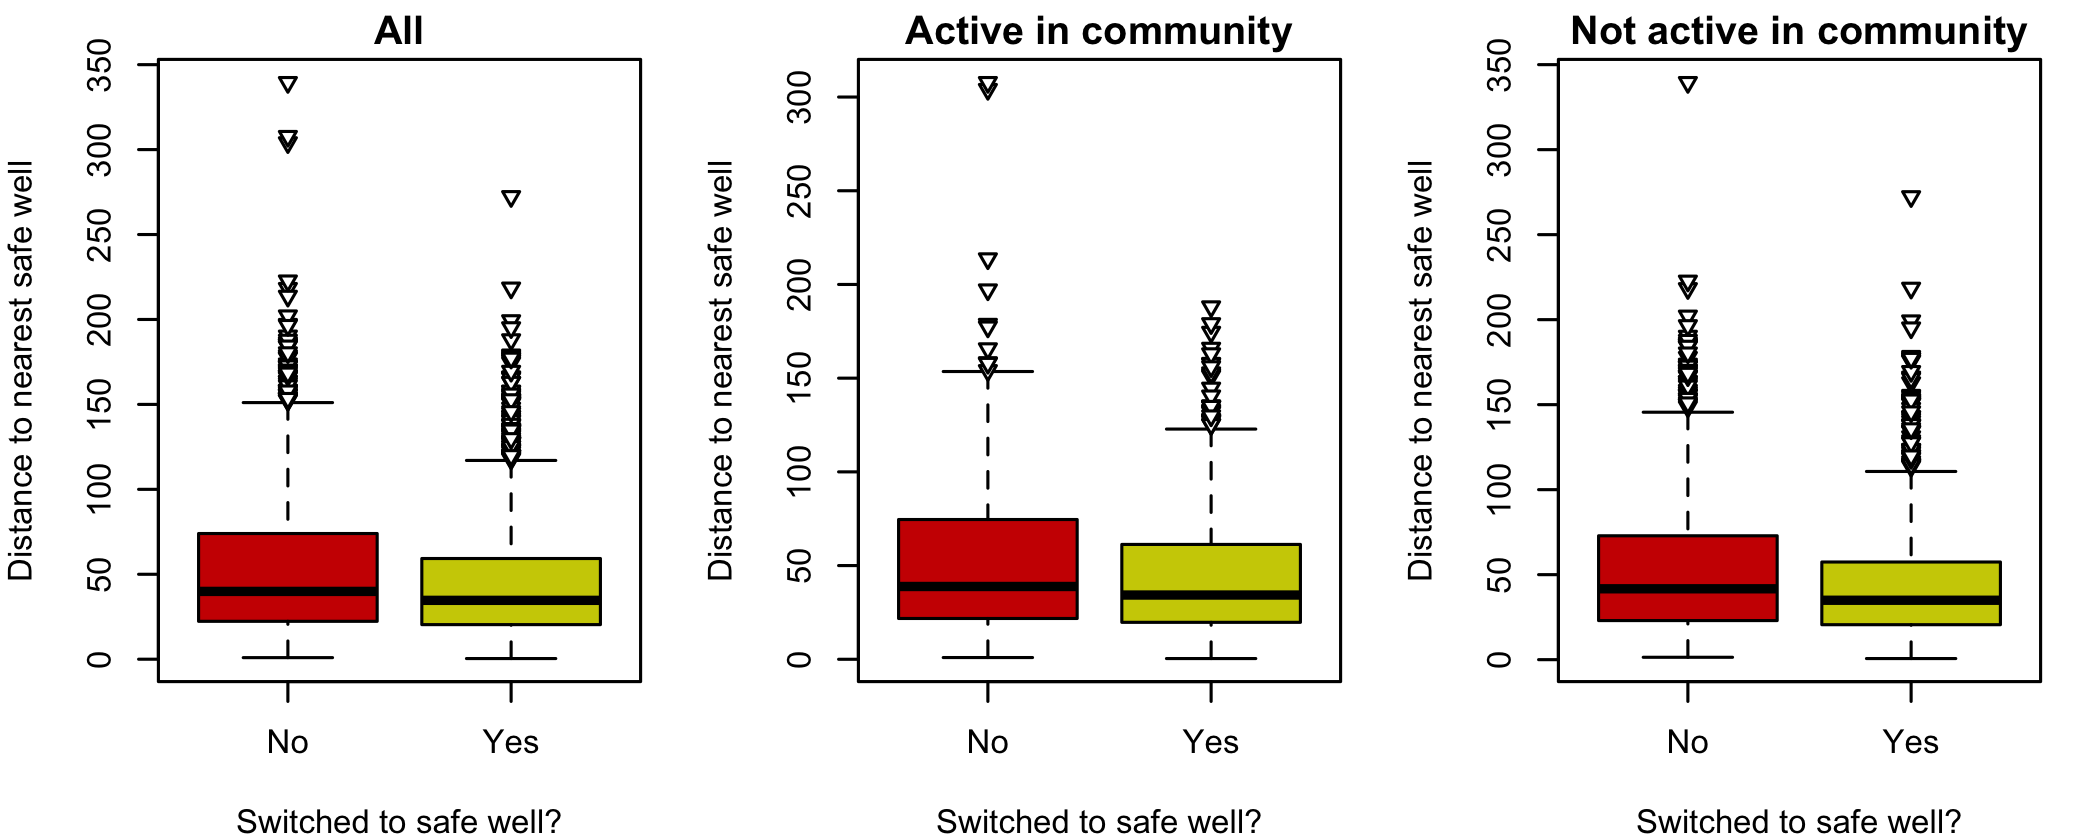 All
Distance to nearest safe well
350
300
250
200
150
100
50
0
No Yes
Switched to safe well?
Active in community
Distance to nearest safe well
300
250
200
150
100
50
0
No Yes
Switched to safe well?
Not active in community
Distance to nearest safe well
350
300
250
200
150
100
50
0
No Yes
Switched to safe well?